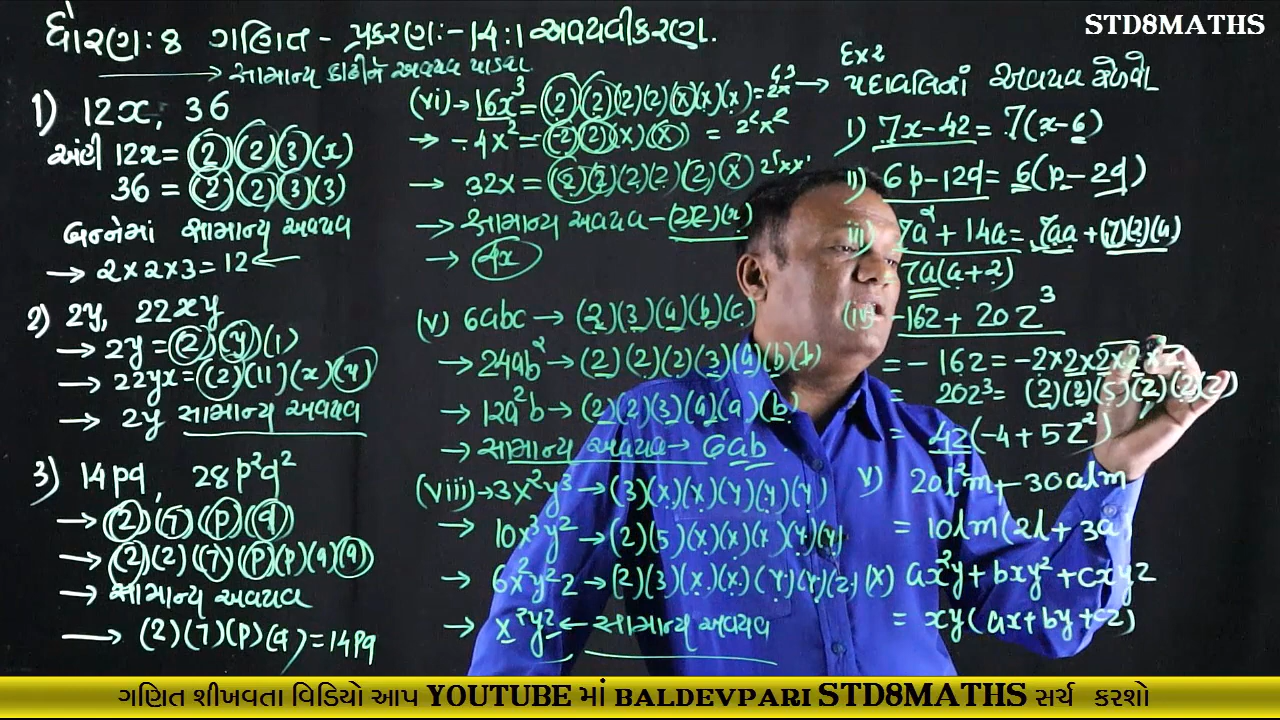 STD8MATHS
ધોરણ: 8 ગણિત - પ્રકરણ:- 14:1 અવયવીકરણ.
→ સામાન્ય કાઢીને અવયવ પાડવા
1) 12x, 36
અહીં 12x = (2)(2)(3)(x)
36 = (2)(2)(3)(3)
બન્નેમાં સામાન્ય અવયવ
→ 2×2×3=12 ←
2) 2y, 22xy
→ 2y = (2)(y)(1)
→ 22yx = (2)(11)(x)(y)
→ 2y સામાન્ય અવયવ
3) 14pq, 28p²q²
→ (2)(7)(p)(q)
→ (2)(2)(7)(p)(p)(q)(q)
→ સામાન્ય અવયવ
→ (2)(7)(p)(q) = 14pq
(vi) → 16x³ = (2)(2)(2)(2)(x)(x)(x) =
→ -4x² = (-2)(2)(x)(x) =
→ 32x = (2)(2)(2)(2)(2)(x)
→ સામાન્ય અવયવ -
→ 4x
(v) 6abc → (2)(3)(a)(b)(c)
→ 24ab² → (2)(2)(2)(3)(a)(b)(b)
→ 12a²b → (2)(2)(3)(a)(a)(b)
→ સામાન્ય અવયવ → 6ab
(viii) → 3x²y³ → (3)(x)(x)(y)(y)(y)
→ 10x³y² → (2)(5)(x)(x)(x)(y)(y)
→ 6x²y²z → (2)(3)(x)(x)(y)(y)(z)
→ x²y² ← સામાન્ય અવયવ
Ex 2
→ પદાવલિનાં અવયવ મેળવો
i) 7x-42 = 7(x-6)
ii) 6p-12q = 6(p-2q)
iii) 7a² + 14a = 7aa + (7)(2)(a)
7a(a+2)
(iv) -16z + 20z³
= -16z = -2×2×2×2×z
= 20z³ = (2)(2)(5)(z)(z)(z)
= 4z(-4+5z²)
v) 20l²m + 30alm
= 10lm(2l + 3a)
(x) ax²y + bxy² + cxyz
= xy(ax+by+cz)
ગણિત શીખવતા વિડિયો આપ YOUTUBE માં BALDEVPARI STD8MATHS સર્ચ કરશો